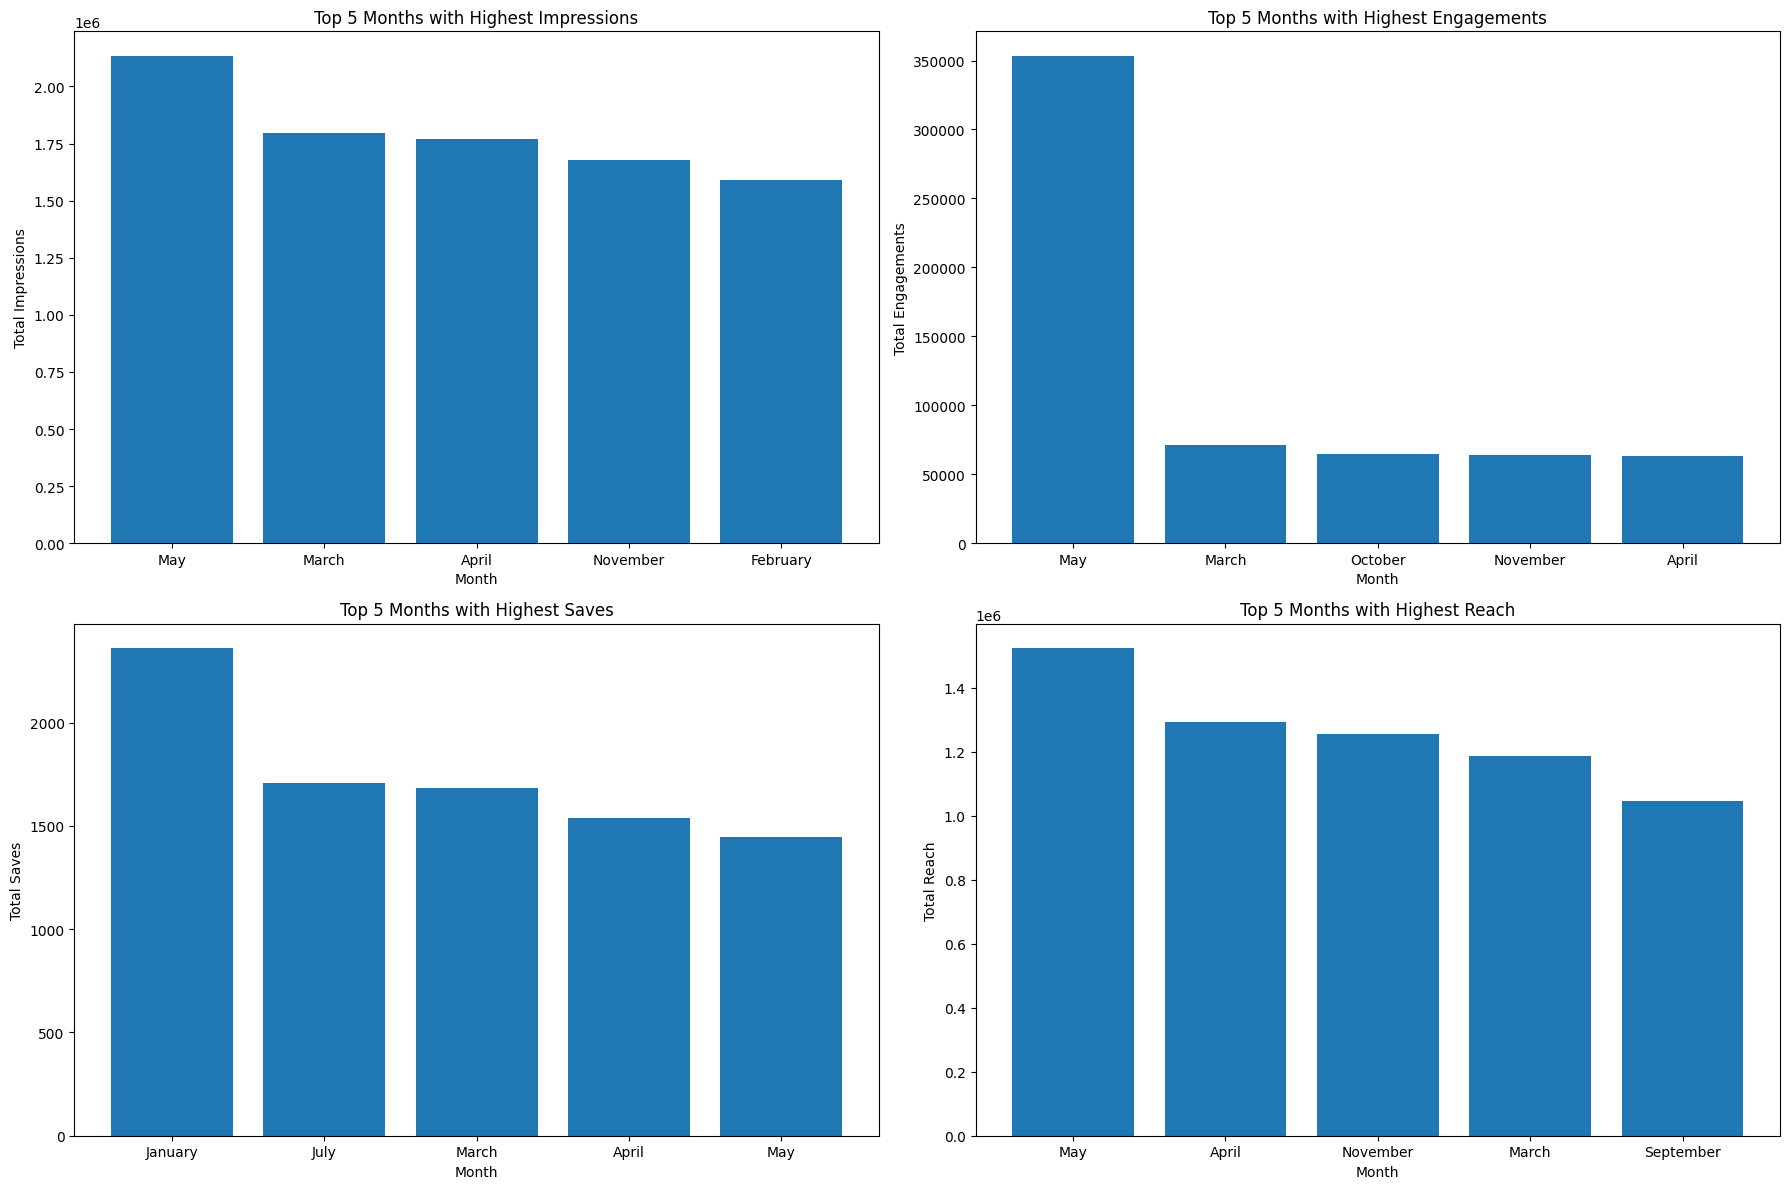 Top 5 Months with Highest Impressions
1e6
2.00
1.75
1.50
1.25
1.00
0.75
0.50
0.25
0.00
Total Impressions
May March April November February
Month
Top 5 Months with Highest Engagements
350000
300000
250000
200000
150000
100000
50000
0
Total Engagements
May March October November April
Month
Top 5 Months with Highest Saves
2000
1500
1000
500
0
Total Saves
January July March April May
Month
Top 5 Months with Highest Reach
1e6
1.4
1.2
1.0
0.8
0.6
0.4
0.2
0.0
Total Reach
May April November March September
Month